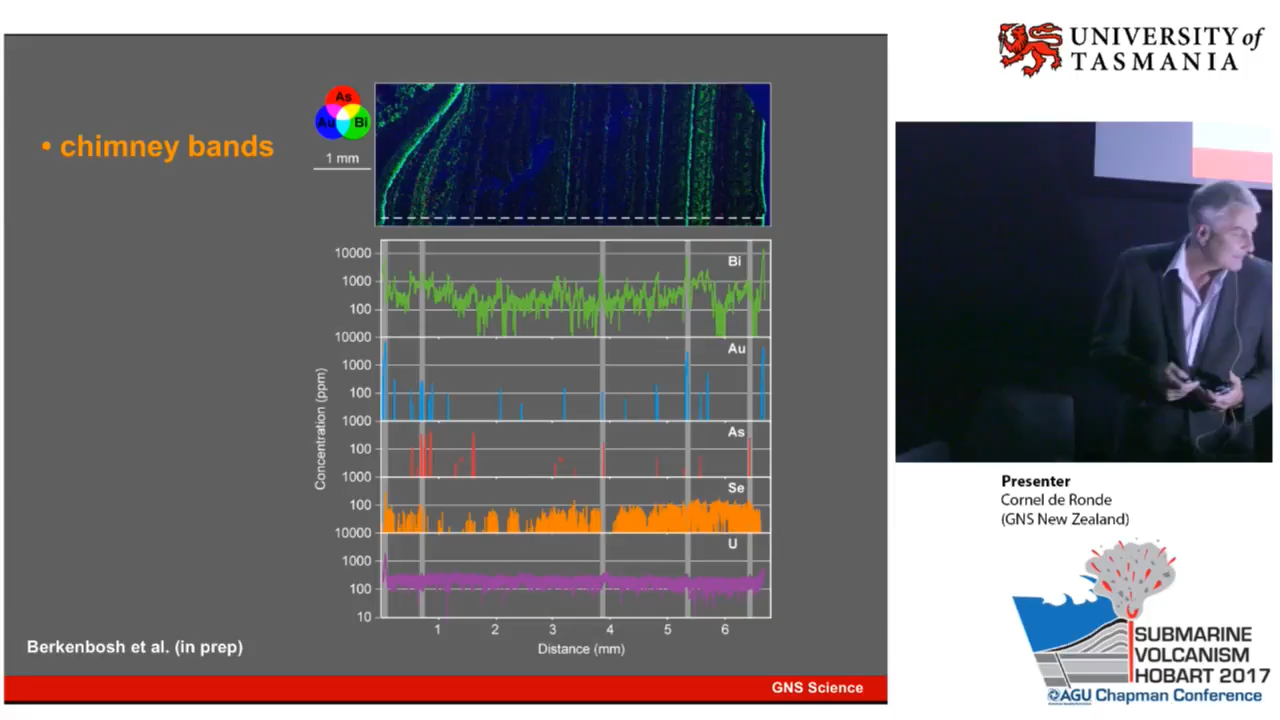 UNIVERSITY of
TASMANIA
• chimney bands
As
Au
Bi
1 mm
10000
Bi
1000
100
10000
Au
1000
100
1000
As
100
1000
Se
100
10000
U
1000
100
10
Concentration (ppm)
1 2 3 4 5 6
Distance (mm)
Berkenbosh et al. (in prep)
GNS Science
Presenter
Cornel de Ronde
(GNS New Zealand)
SUBMARINE
VOLCANISM
HOBART 2017
AGU Chapman Conference